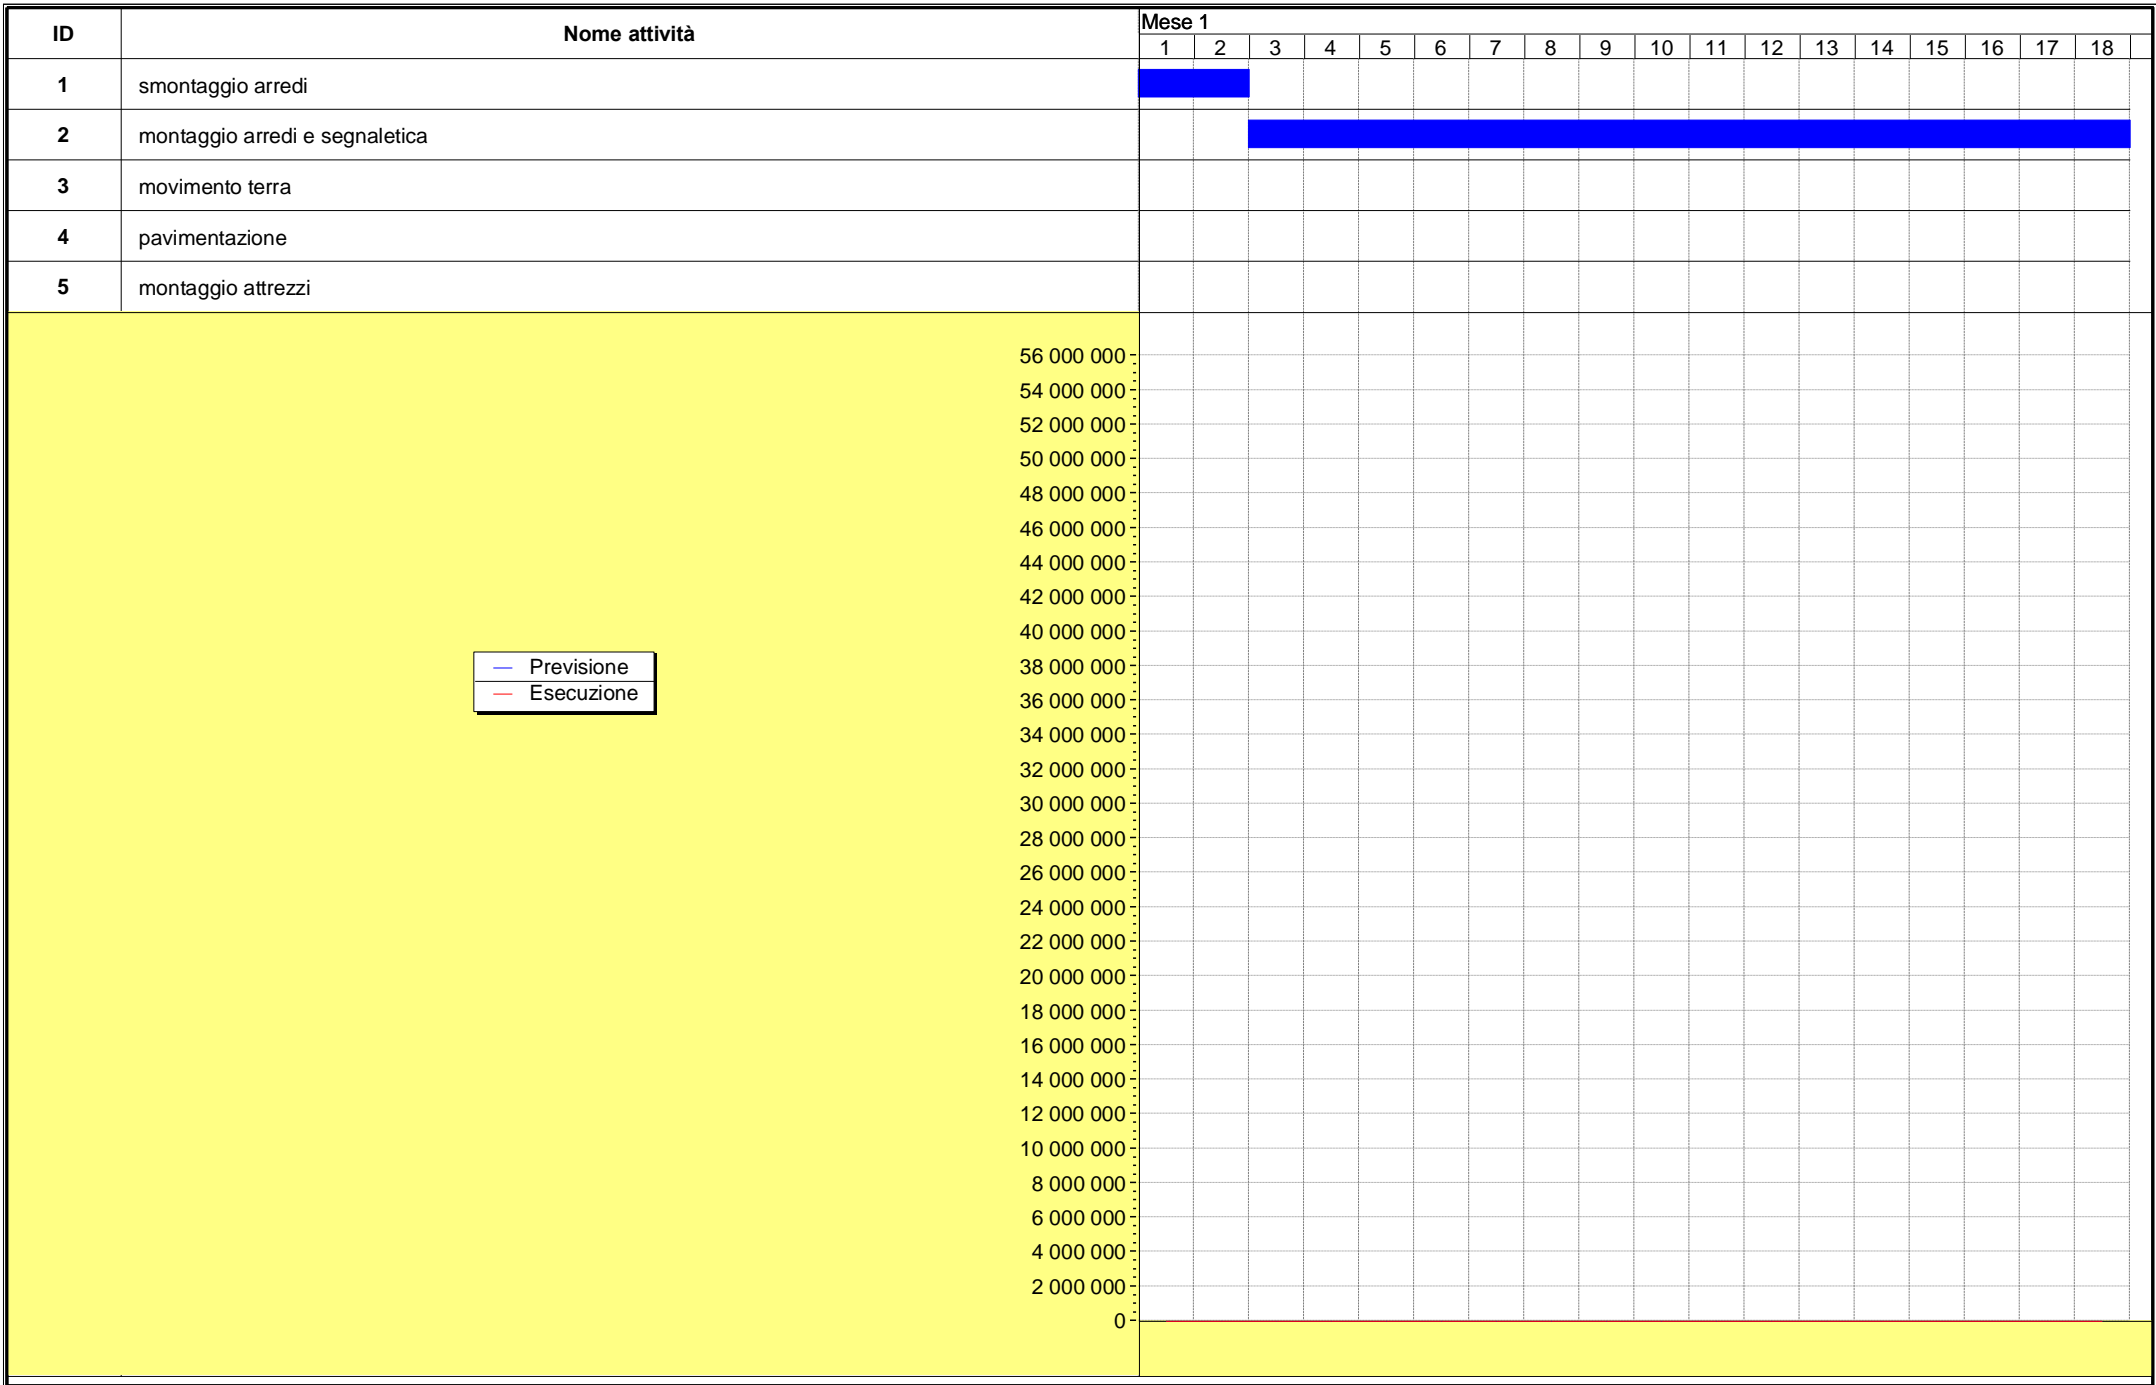 ID Nome attività Mese 1
1 2 3 4 5 6 7 8 9 10 11 12 13 14 15 16 17 18
1 smontaggio arredi
2 montaggio arredi e segnaletica
3 movimento terra
4 pavimentazione
5 montaggio attrezzi
56 000 000
54 000 000
52 000 000
50 000 000
48 000 000
46 000 000
44 000 000
42 000 000
40 000 000
38 000 000
36 000 000
34 000 000
32 000 000
30 000 000
28 000 000
26 000 000
24 000 000
22 000 000
20 000 000
18 000 000
16 000 000
14 000 000
12 000 000
10 000 000
8 000 000
6 000 000
4 000 000
2 000 000
0
Previsione
Esecuzione